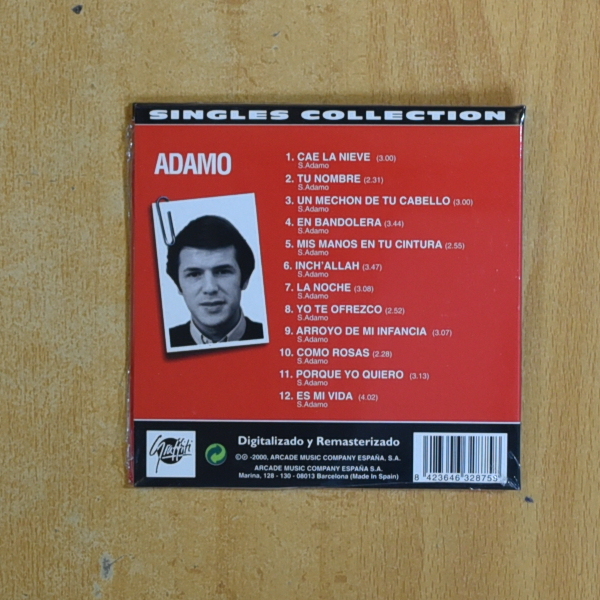 SINGLES COLLECTION
ADAMO
1. CAE LA NIEVE (3.00)
S.Adamo
2. TU NOMBRE (2.31)
S.Adamo
3. UN MECHON DE TU CABELLO (3.00)
S.Adamo
4. EN BANDOLERA (3.44)
S.Adamo
5. MIS MANOS EN TU CINTURA (2.55)
S.Adamo
6. INCH'ALLAH (3.47)
S.Adamo
7. LA NOCHE (3.08)
S.Adamo
8. YO TE OFREZCO (2.52)
S.Adamo
9. ARROYO DE MI INFANCIA (3.07)
S.Adamo
10. COMO ROSAS (2.28)
S.Adamo
11. PORQUE YO QUIERO (3.13)
S.Adamo
12. ES MI VIDA (4.02)
S.Adamo
Graffiti
Digitalizado y Remasterizado
©℗ -2000. ARCADE MUSIC COMPANY ESPAÑA, S.A.
ARCADE MUSIC COMPANY ESPAÑA S.A.
Marina, 128 - 130 - 08013 Barcelona (Made In Spain)
8 423646 328755